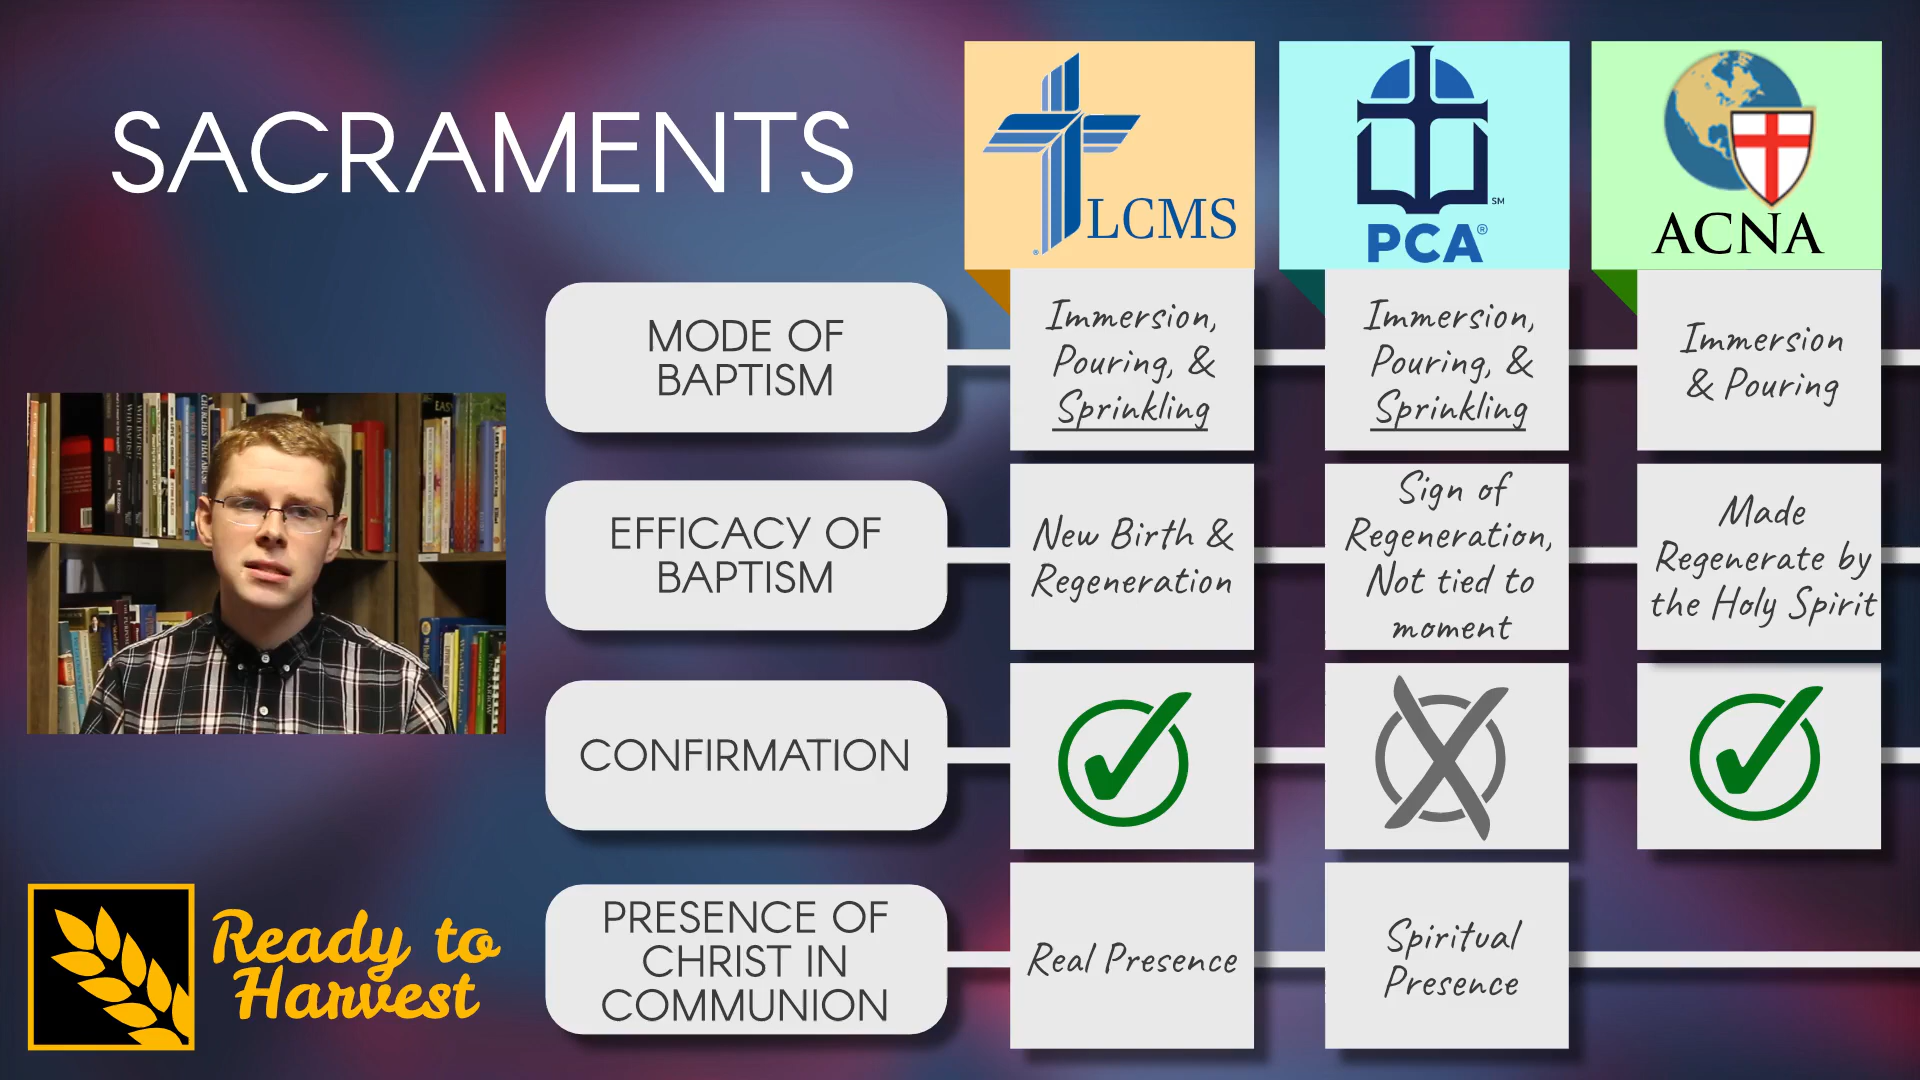 SACRAMENTS
LCMS
PCA®
SM
ACNA
MODE OF
BAPTISM
Immersion,
Pouring, &
Sprinkling
Immersion,
Pouring, &
Sprinkling
Immersion
& Pouring
EFFICACY OF
BAPTISM
New Birth &
Regeneration
Sign of
Regeneration,
Not tied to
moment
Made
Regenerate by
the Holy Spirit
CONFIRMATION
PRESENCE OF
CHRIST IN
COMMUNION
Real Presence
Spiritual
Presence
Ready to
Harvest